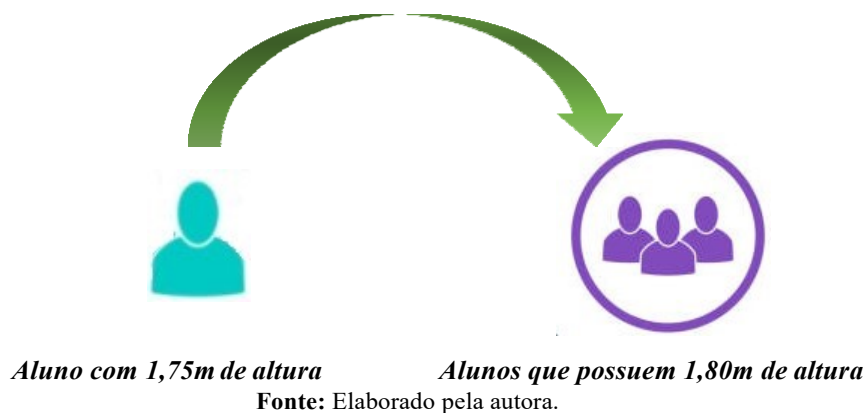 Aluno com 1,75m de altura
Alunos que possuem 1,80m de altura
Fonte: Elaborado pela autora.